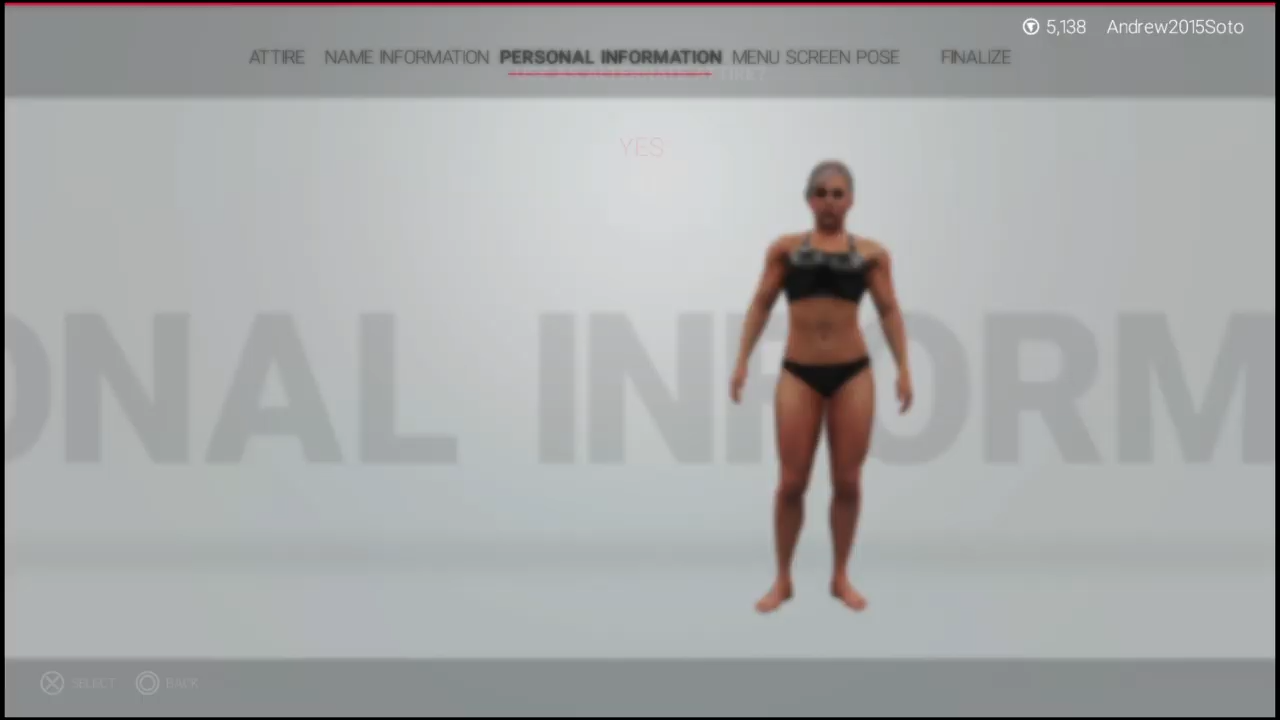 5,138 Andrew2015Soto
ATTIRE NAME INFORMATION PERSONAL INFORMATION MENU SCREEN POSE FINALIZE
YES
ONAL INFORM
SELECT BACK